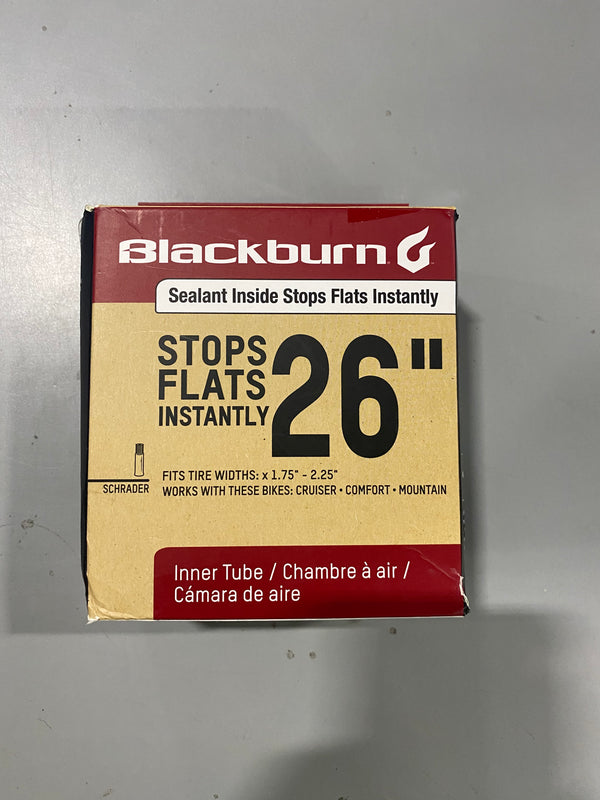 Blackburn
Sealant Inside Stops Flats Instantly
STOPS
FLATS
INSTANTLY
26"
SCHRADER
FITS TIRE WIDTHS: x 1.75" - 2.25"
WORKS WITH THESE BIKES: CRUISER • COMFORT • MOUNTAIN
Inner Tube / Chambre à air /
Cámara de aire